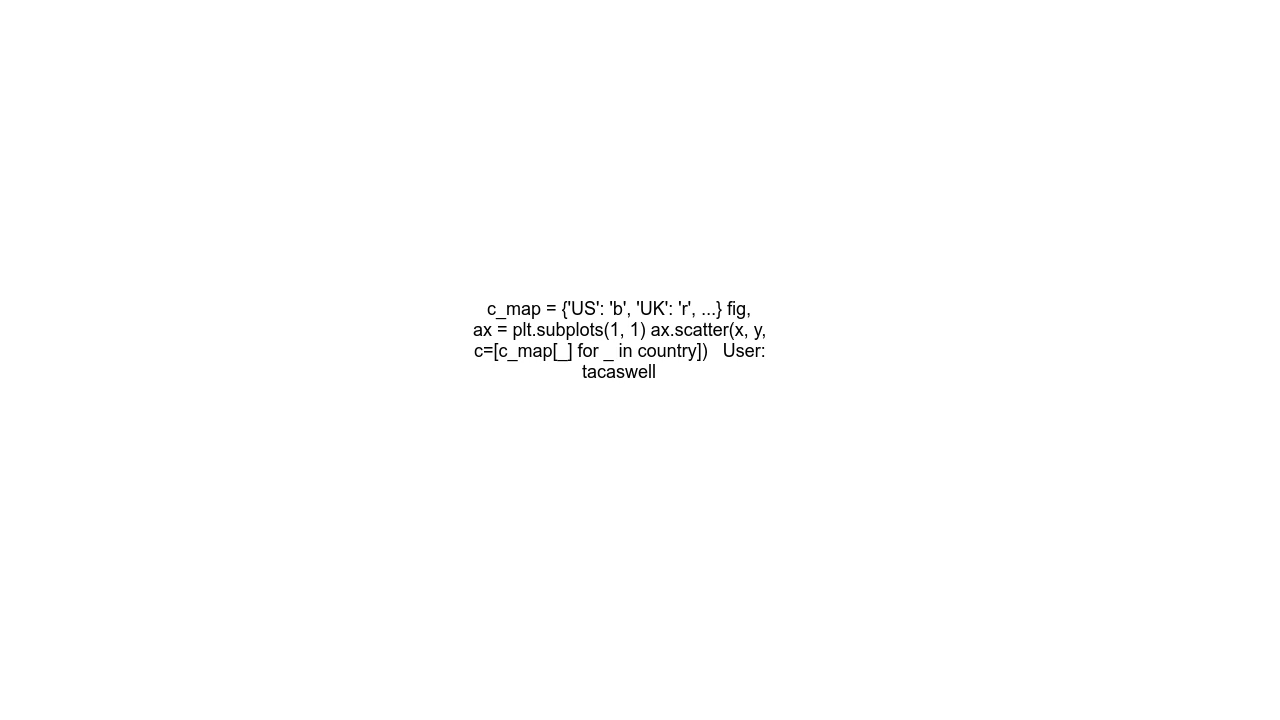 c_map = {'US': 'b', 'UK': 'r', ...} fig,
ax = plt.subplots(1, 1) ax.scatter(x, y,
c=[c_map[_] for _ in country])   User:
tacaswell